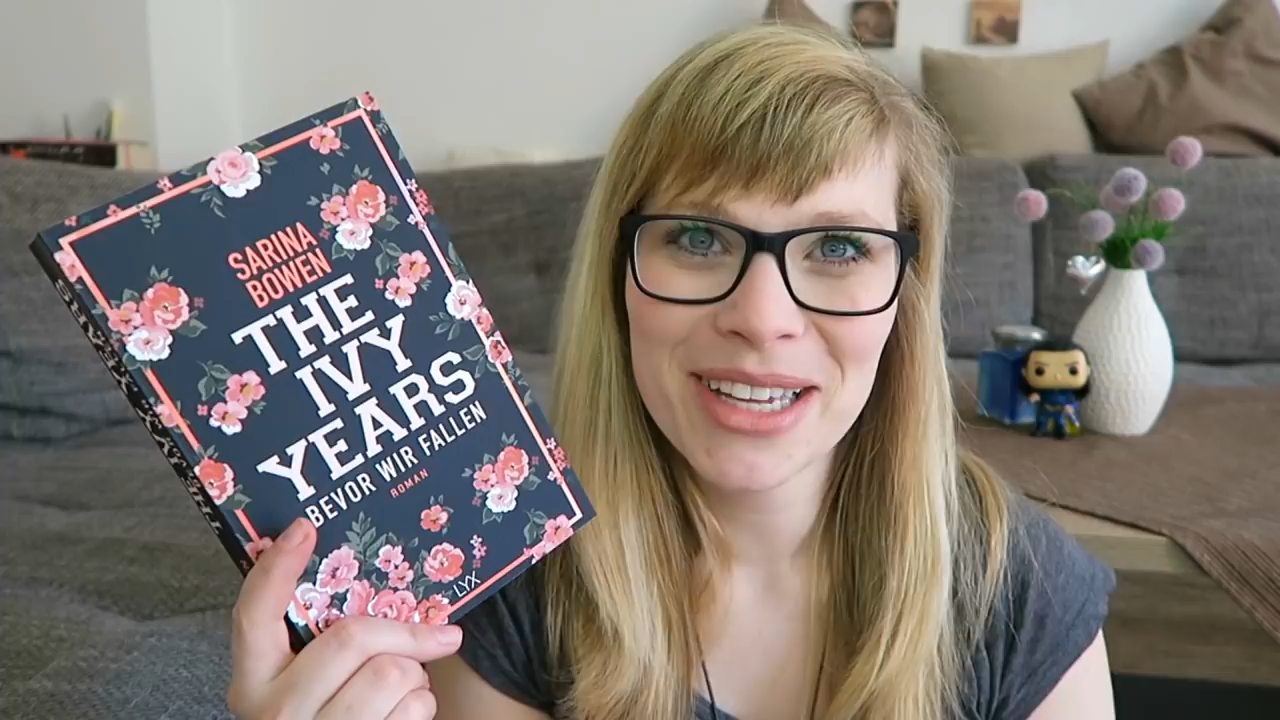 SARINA
BOWEN
THE
IVY
YEARS
BEVOR WIR FALLEN
ROMAN
LYX